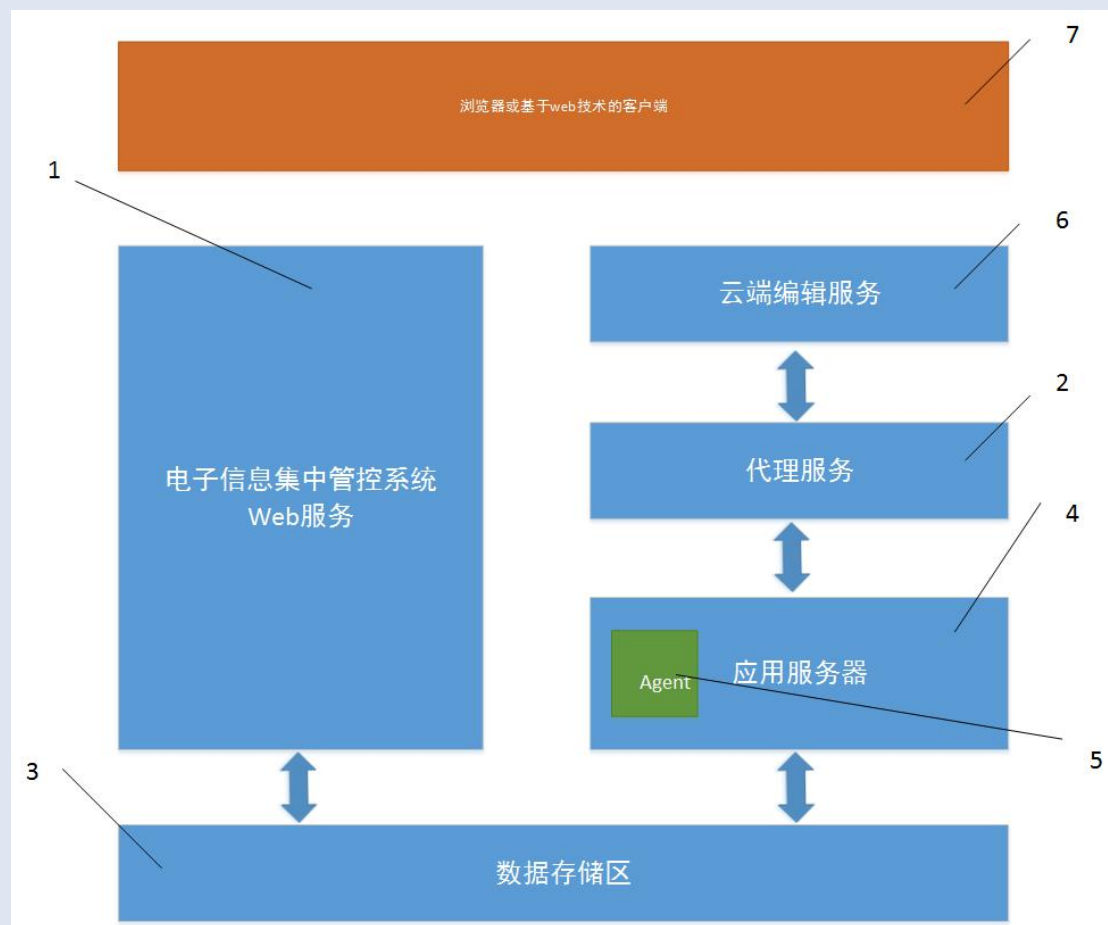 7
浏览器或基于web技术的客户端
1
6
云端编辑服务
2
代理服务
电子信息集中管控系统
Web服务
4
应用服务器
Agent
5
3
数据存储区